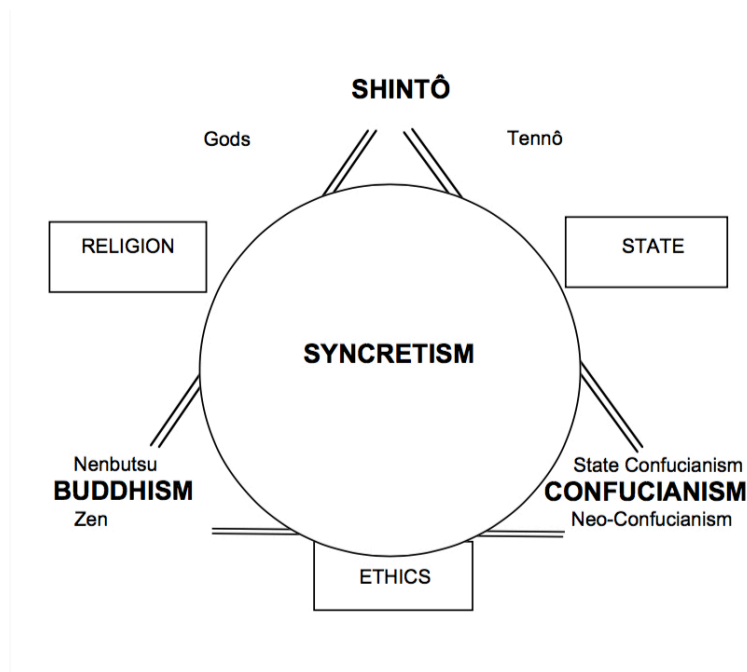 SHINTÔ
Gods
Tennô
RELIGION
STATE
SYNCRETISM
Nenbutsu
BUDDHISM
Zen
State Confucianism
CONFUCIANISM
Neo-Confucianism
ETHICS